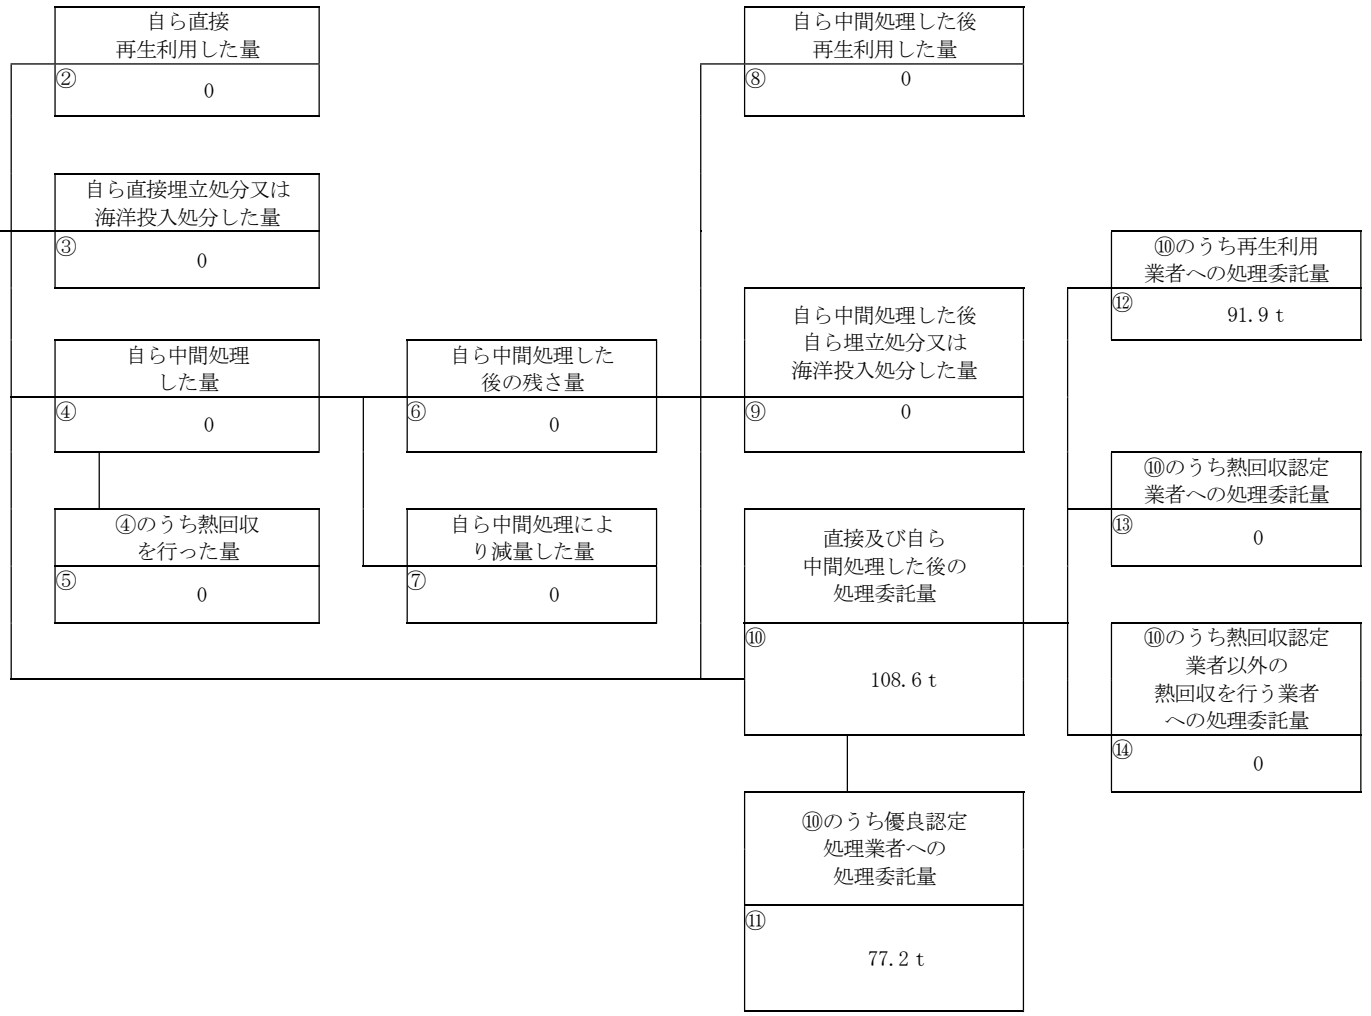 自ら直接
再生利用した量
②
0
自ら直接埋立処分又は
海洋投入処分した量
③
0
自ら中間処理
した量
④
0
④のうち熱回収
を行った量
⑤
0
自ら中間処理した
後の残さ量
⑥
0
自ら中間処理によ
り減量した量
⑦
0
自ら中間処理した後
再生利用した量
⑧
0
自ら中間処理した後
自ら埋立処分又は
海洋投入処分した量
⑨
0
直接及び自ら
中間処理した後の
処理委託量
⑩
108.6 t
⑩のうち優良認定
処理業者への
処理委託量
⑪
77.2 t
⑩のうち再生利用
業者への処理委託量
⑫
91.9 t
⑩のうち熱回収認定
業者への処理委託量
⑬
0
⑩のうち熱回収認定
業者以外の
熱回収を行う業者
への処理委託量
⑭
0